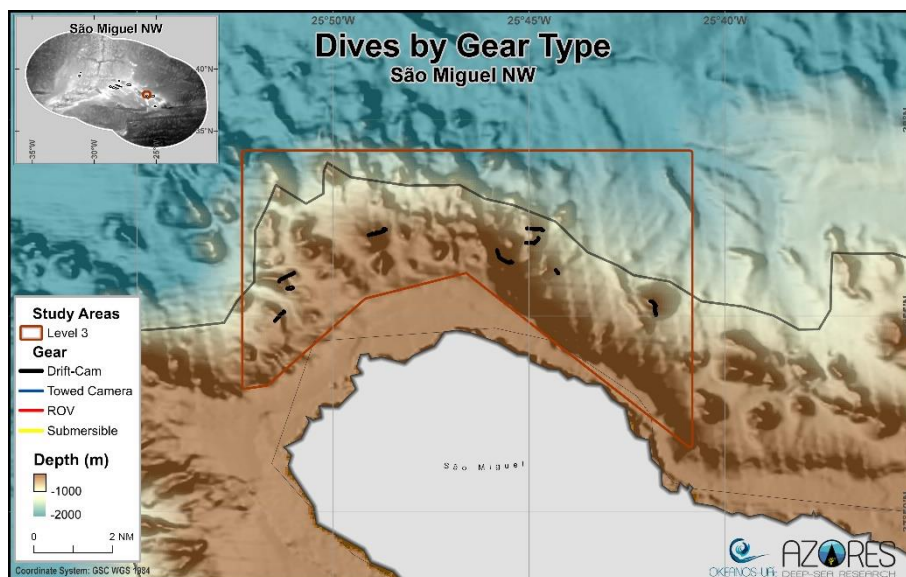 São Miguel NW
40°N
35°N
35°W
30°W
25°W
25°50'W
25°45'W
25°40'W
Dives by Gear Type
São Miguel NW
Study Areas
Level 3
Gear
Drift-Cam
Towed Camera
ROV
Submersible
Depth (m)
-1000
-2000
0
2 NM
Coordinate System: GSC WGS 1984
São Miguel
OKEANOS-UAc
AZORES
DEEP-SEA RESEARCH